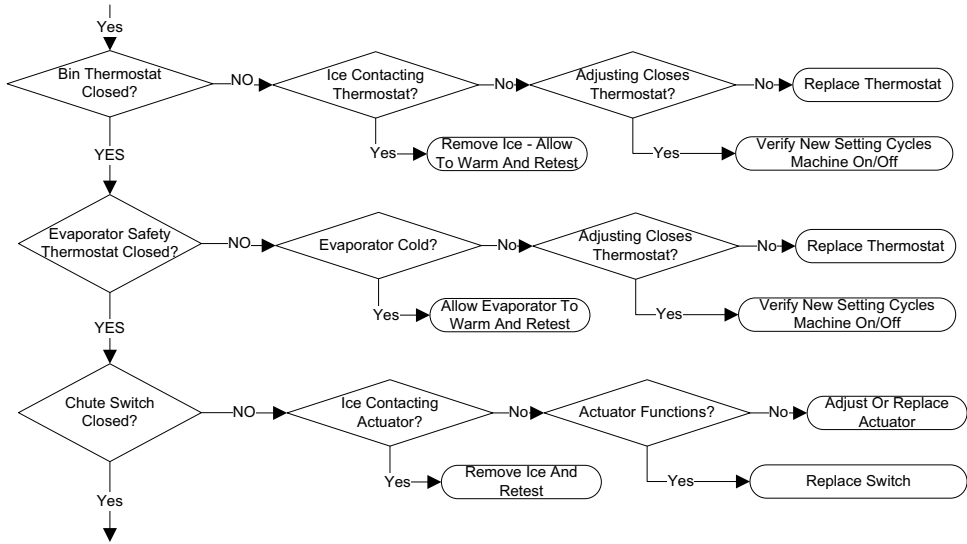 Yes
Bin Thermostat
Closed?
NO
Ice Contacting
Thermostat?
No
Adjusting Closes
Thermostat?
No
Replace Thermostat
YES
Yes
Remove Ice - Allow
To Warm And Retest
Yes
Verify New Setting Cycles
Machine On/Off
Evaporator Safety
Thermostat Closed?
NO
Evaporator Cold?
No
Adjusting Closes
Thermostat?
No
Replace Thermostat
YES
Yes
Allow Evaporator To
Warm And Retest
Yes
Verify New Setting Cycles
Machine On/Off
Chute Switch
Closed?
NO
Ice Contacting
Actuator?
No
Actuator Functions?
No
Adjust Or Replace
Actuator
Yes
Yes
Remove Ice And
Retest
Yes
Replace Switch